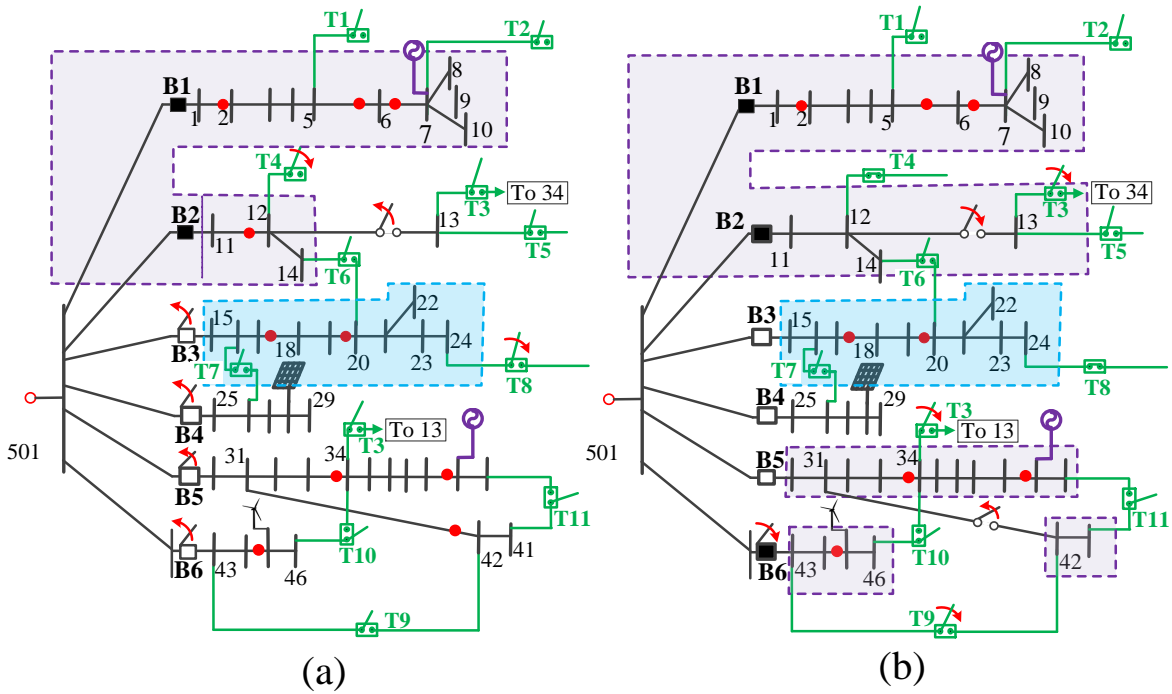 T1
T2
8
B1
9
1
2
5
6
7
10
T4
T3
To 34
B2
12
13
11
T5
14
T6
15
22
B3
18
20
23
24
T7
T8
25
29
B4
T3
To 13
501
31
34
B5
T11
T10
41
B6
43
46
42
T9
(a)
T1
T2
8
B1
9
1
2
5
6
7
10
T4
T3
To 34
B2
12
13
11
T5
14
T6
15
22
B3
18
20
23
24
T7
T8
25
29
B4
T3
To 13
501
31
34
B5
T11
T10
B6
43
46
42
T9
(b)